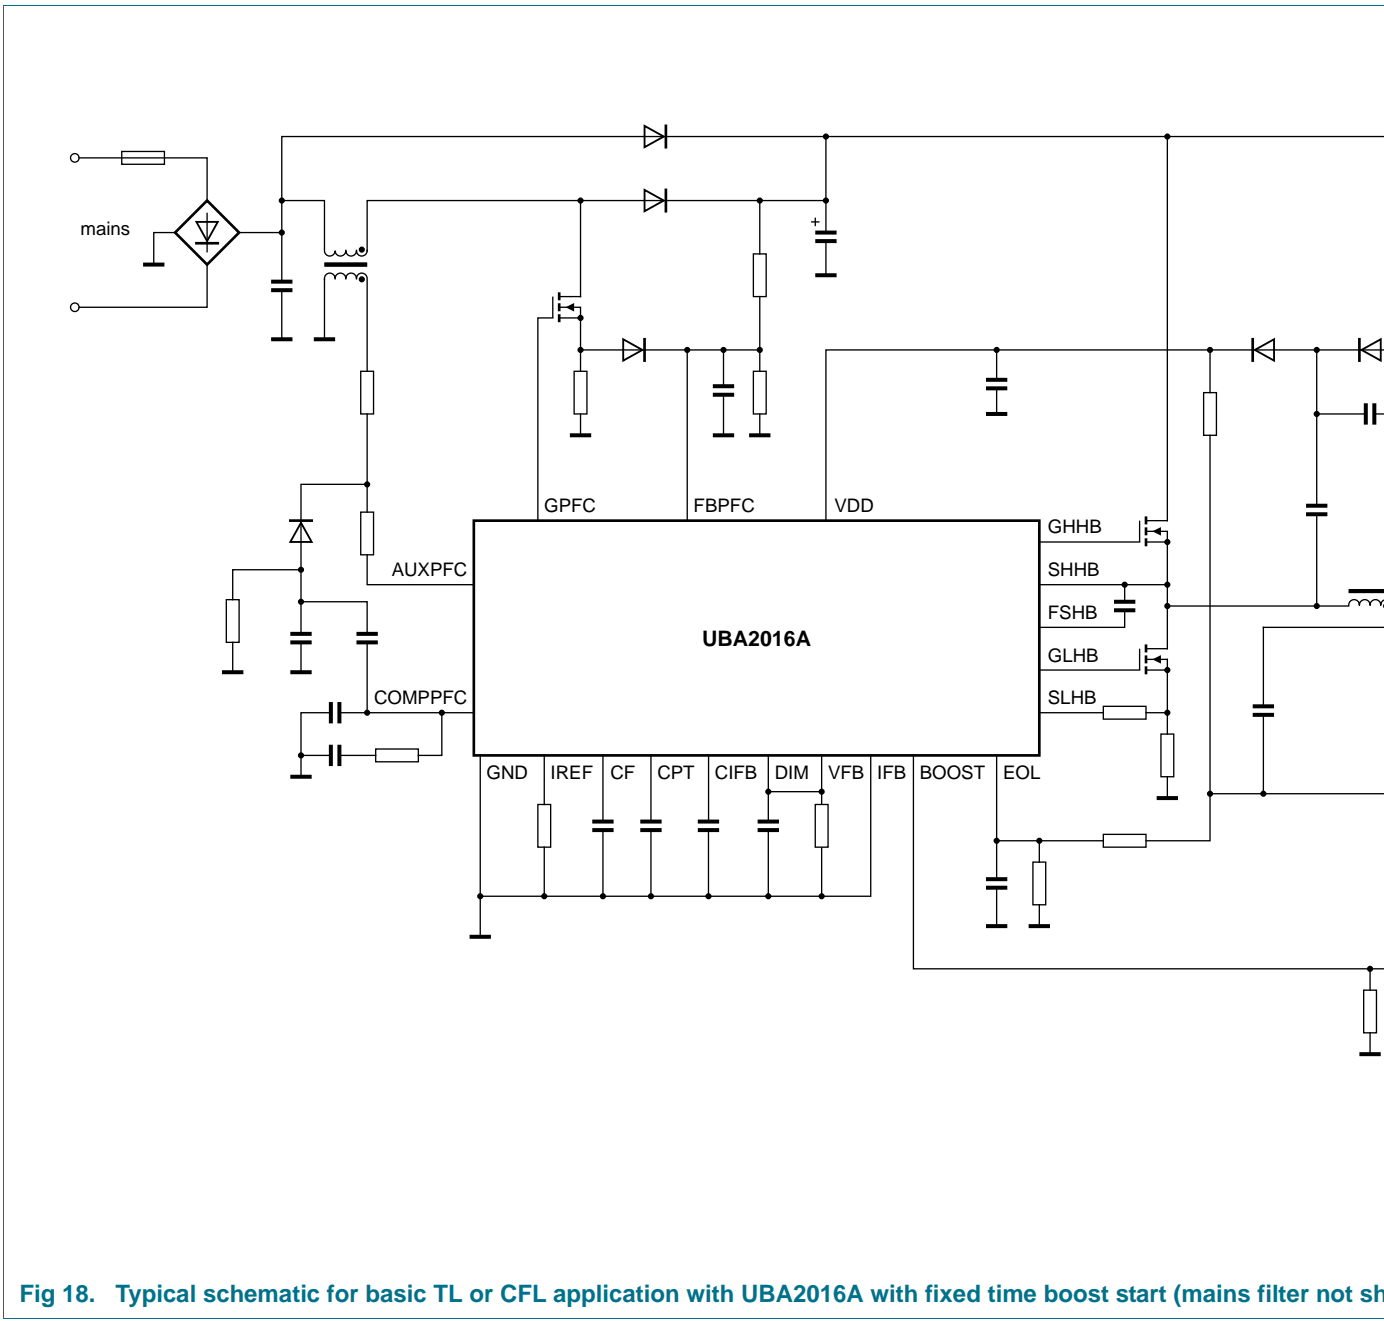 mains
+
GPFC FBPFC VDD
GHHB
AUXPFC SHHB
FSHB
UBA2016A
GLHB
COMPPFC SLHB
GND IREF CF CPT CIFB DIM VFB IFB BOOST EOL
Fig 18. Typical schematic for basic TL or CFL application with UBA2016A with fixed time boost start (mains filter not sh